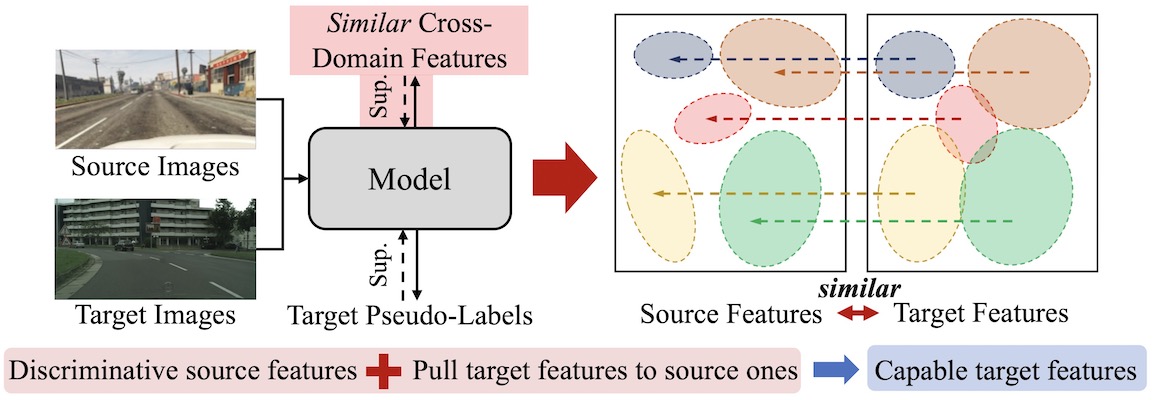 Similar Cross-
Domain Features
Sup.
Source Images
Model
Sup.
Target Images
Target Pseudo-Labels
similar
Source Features
Target Features
Discriminative source features
Pull target features to source ones
Capable target features